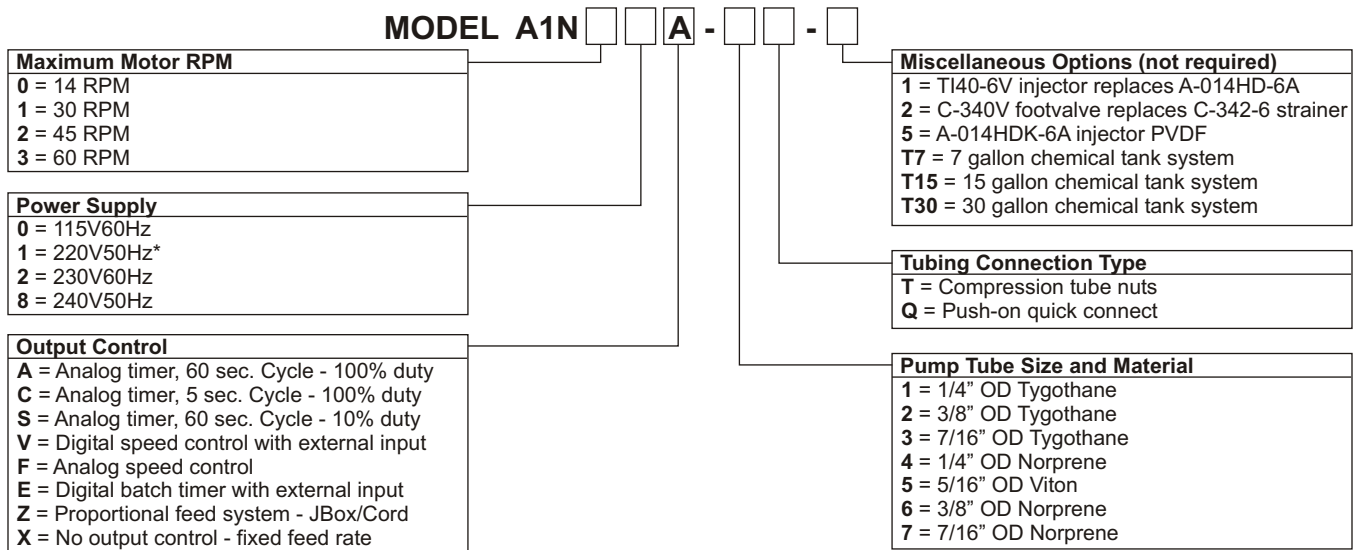 MODEL A1N A - -
Maximum Motor RPM
0 = 14 RPM
1 = 30 RPM
2 = 45 RPM
3 = 60 RPM
Power Supply
0 = 115V60Hz
1 = 220V50Hz*
2 = 230V60Hz
8 = 240V50Hz
Output Control
A = Analog timer, 60 sec. Cycle - 100% duty
C = Analog timer, 5 sec. Cycle - 100% duty
S = Analog timer, 60 sec. Cycle - 10% duty
V = Digital speed control with external input
F = Analog speed control
E = Digital batch timer with external input
Z = Proportional feed system - JBox/Cord
X = No output control - fixed feed rate
Miscellaneous Options (not required)
1 = TI40-6V injector replaces A-014HD-6A
2 = C-340V footvalve replaces C-342-6 strainer
5 = A-014HDK-6A injector PVDF
T7 = 7 gallon chemical tank system
T15 = 15 gallon chemical tank system
T30 = 30 gallon chemical tank system
Tubing Connection Type
T = Compression tube nuts
Q = Push-on quick connect
Pump Tube Size and Material
1 = 1/4” OD Tygothane
2 = 3/8” OD Tygothane
3 = 7/16” OD Tygothane
4 = 1/4” OD Norprene
5 = 5/16” OD Viton
6 = 3/8” OD Norprene
7 = 7/16” OD Norprene